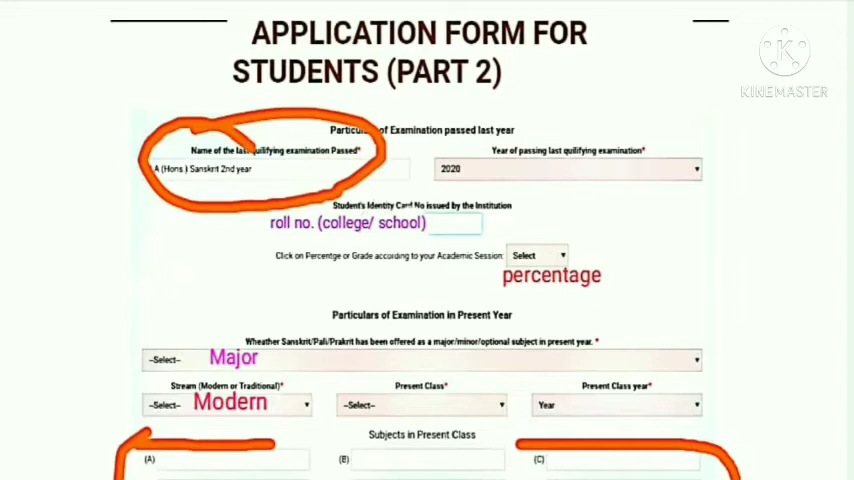 APPLICATION FORM FOR
STUDENTS (PART 2)
KINEMASTER
Particulars of Examination passed last year
Name of the last quilifying examination Passed*
Year of passing last quilifying examination*
A (Hons.) Sanskrit 2nd year
2020
Student's Identity Card No issued by the Institution
roll no. (college/ school)
Click on Percentge or Grade according to your Academic Session:
Select
percentage
Particulars of Examination in Present Year
Wheather Sanskrit/Pali/Prakrit has been offered as a major/minor/optional subject in present year. *
--Select-- Major
Stream (Modern or Traditional)*
Present Class*
Present Class year*
--Select-- Modern
--Select--
Year
Subjects in Present Class
(A)
(B)
(C)